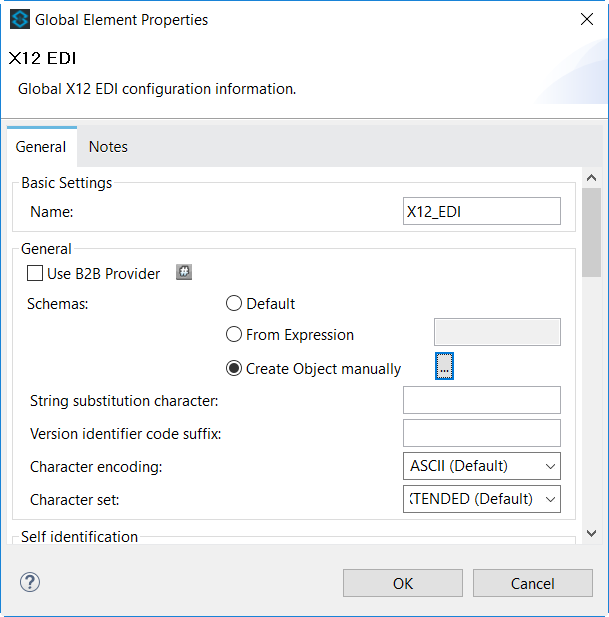 Global Element Properties
X12 EDI
Global X12 EDI configuration information.
General Notes
Basic Settings
Name: X12_EDI
General
Use B2B Provider #
Schemas: Default
From Expression
Create Object manually ...
String substitution character:
Version identifier code suffix:
Character encoding: ASCII (Default)
Character set: XTENDED (Default)
Self identification
? OK Cancel